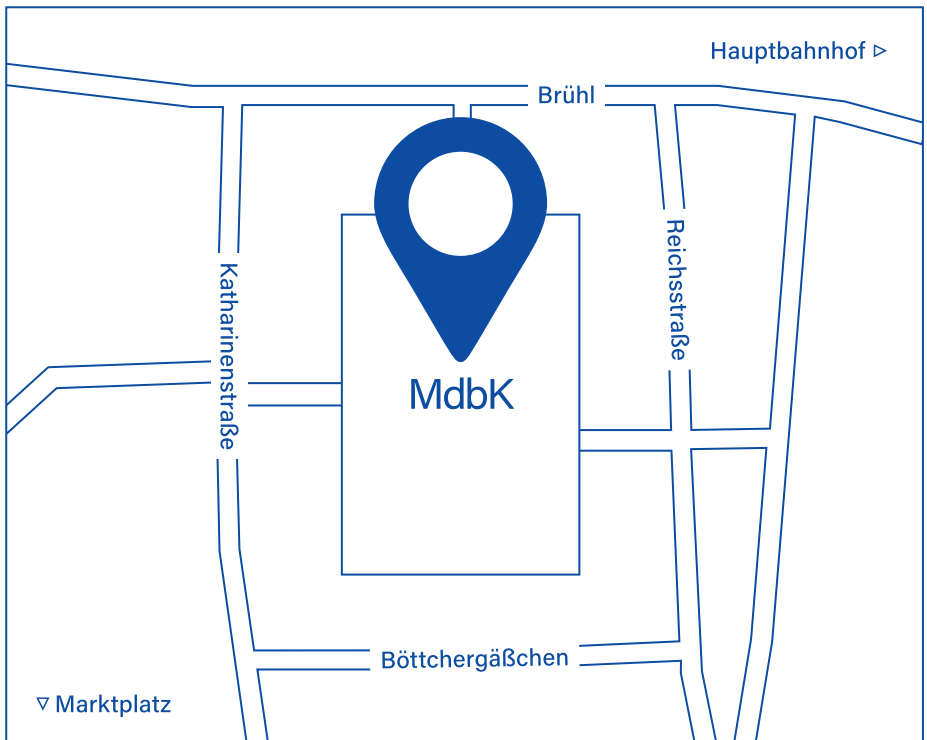 Hauptbahnhof ▷
Brühl
Reichsstraße
Katharinenstraße
MdbK
Böttchergäßchen
▽ Marktplatz